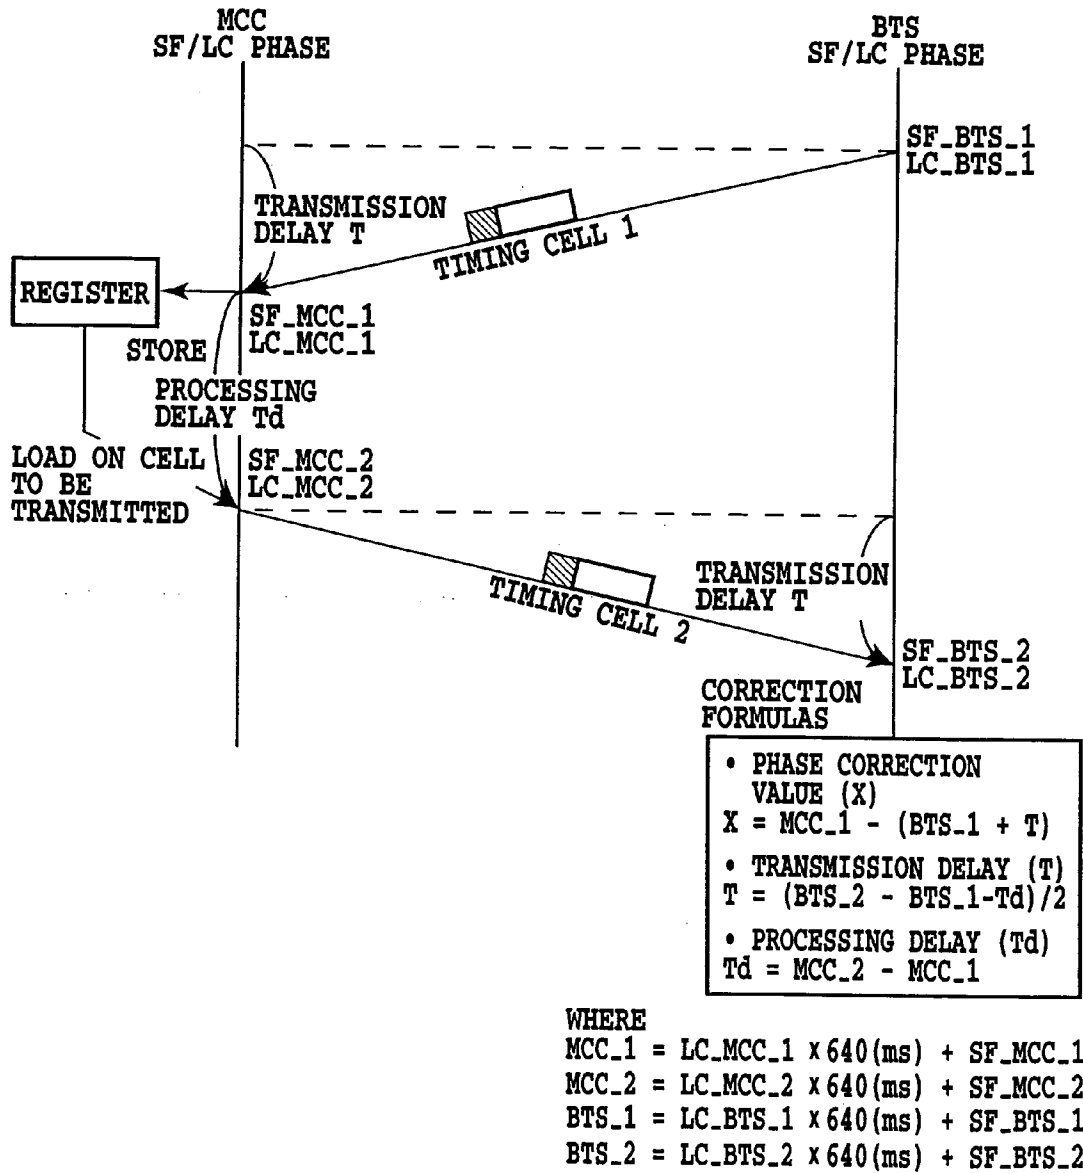 MCC
SF/LC PHASE
BTS
SF/LC PHASE
SF_BTS_1
LC_BTS_1
TRANSMISSION
DELAY T
TIMING CELL 1
REGISTER
SF_MCC_1
LC_MCC_1
STORE
PROCESSING
DELAY Td
LOAD ON CELL
TO BE
TRANSMITTED
SF_MCC_2
LC_MCC_2
TIMING CELL 2
TRANSMISSION
DELAY T
SF_BTS_2
LC_BTS_2
CORRECTION
FORMULAS
• PHASE CORRECTION
VALUE (X)
X = MCC_1 - (BTS_1 + T)
• TRANSMISSION DELAY (T)
T = (BTS_2 - BTS_1-Td)/2
• PROCESSING DELAY (Td)
Td = MCC_2 - MCC_1
WHERE
MCC_1 = LC_MCC_1 x 640(ms) + SF_MCC_1
MCC_2 = LC_MCC_2 x 640(ms) + SF_MCC_2
BTS_1 = LC_BTS_1 x 640(ms) + SF_BTS_1
BTS_2 = LC_BTS_2 x 640(ms) + SF_BTS_2